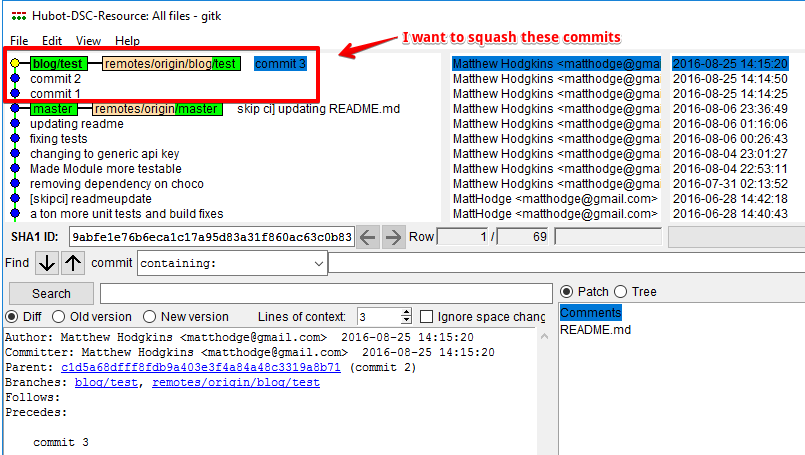 Hubot-DSC-Resource: All files - gitk
File Edit View Help
I want to squash these commits
blog/test remotes/origin/blog/test commit 3 Matthew Hodgkins <matthodge@gmai 2016-08-25 14:15:20
commit 2 Matthew Hodgkins <matthodge@gmai 2016-08-25 14:14:50
commit 1 Matthew Hodgkins <matthodge@gmai 2016-08-25 14:14:25
master remotes/origin/master skip ci] updating README.md Matthew Hodgkins <matthodge@gmai 2016-08-06 23:36:49
updating readme Matthew Hodgkins <matthodge@gmai 2016-08-06 01:16:06
fixing tests Matthew Hodgkins <matthodge@gmai 2016-08-06 00:26:43
changing to generic api key Matthew Hodgkins <matthodge@gmai 2016-08-04 23:01:27
Made Module more testable Matthew Hodgkins <matthodge@gmai 2016-08-04 22:53:11
removing dependency on choco Matthew Hodgkins <matthodge@gmai 2016-07-31 02:13:52
[skipci] readmeupdate MattHodge <matthodge@gmail.com> 2016-06-28 14:42:18
a ton more unit tests and build fixes MattHodge <matthodge@gmail.com> 2016-06-28 14:40:43
SHA1 ID: 9abfe1e76b6eca1c17a95d83a31f860ac63c0b83 Row 1 / 69
Find commit containing:
Search
Patch Tree
Diff Old version New version Lines of context: 3 Ignore space chang
Comments
README.md
Author: Matthew Hodgkins <matthodge@gmail.com> 2016-08-25 14:15:20
Committer: Matthew Hodgkins <matthodge@gmail.com> 2016-08-25 14:15:20
Parent: c1d5a68dfff8fdb9a403e3f4a84a48c3319a8b71 (commit 2)
Branches: blog/test, remotes/origin/blog/test
Follows:
Precedes:
commit 3